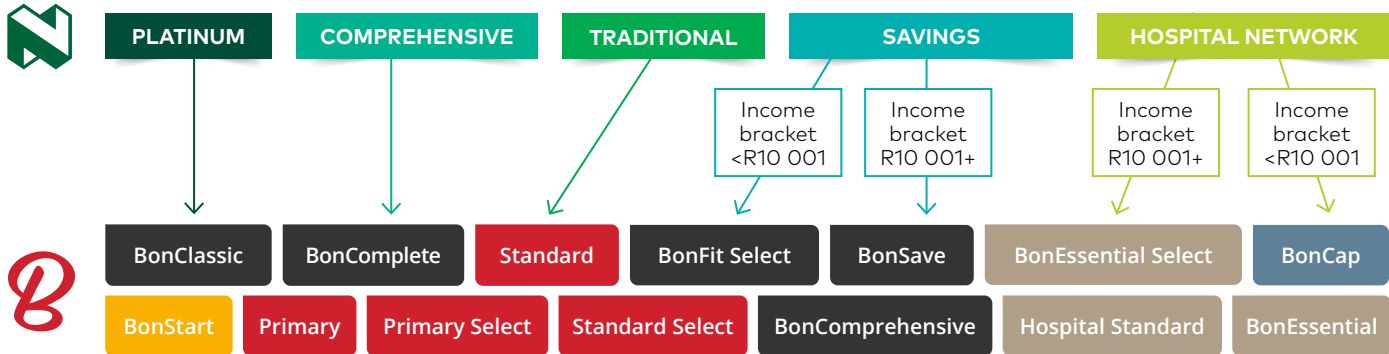 PLATINUM
COMPREHENSIVE
TRADITIONAL
SAVINGS
HOSPITAL NETWORK
Income
bracket
<R10 001
Income
bracket
R10 001+
Income
bracket
R10 001+
Income
bracket
<R10 001
BonClassic
BonComplete
Standard
BonFit Select
BonSave
BonEssential Select
BonCap
B
BonStart
Primary
Primary Select
Standard Select
BonComprehensive
Hospital Standard
BonEssential